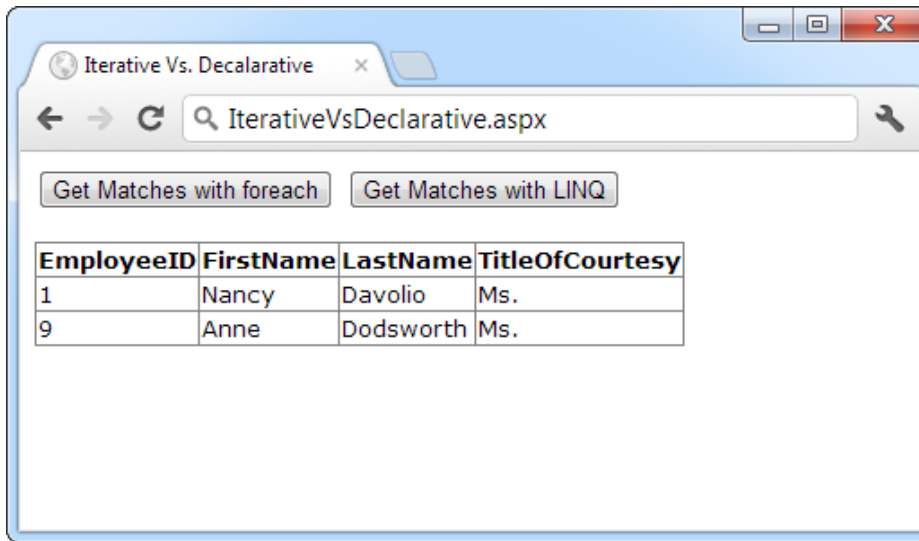 Iterative Vs. Decalarative
IterativeVsDeclarative.aspx
Get Matches with foreach Get Matches with LINQ
EmployeeID FirstName LastName TitleOfCourtesy
1 Nancy Davolio Ms.
9 Anne Dodsworth Ms.